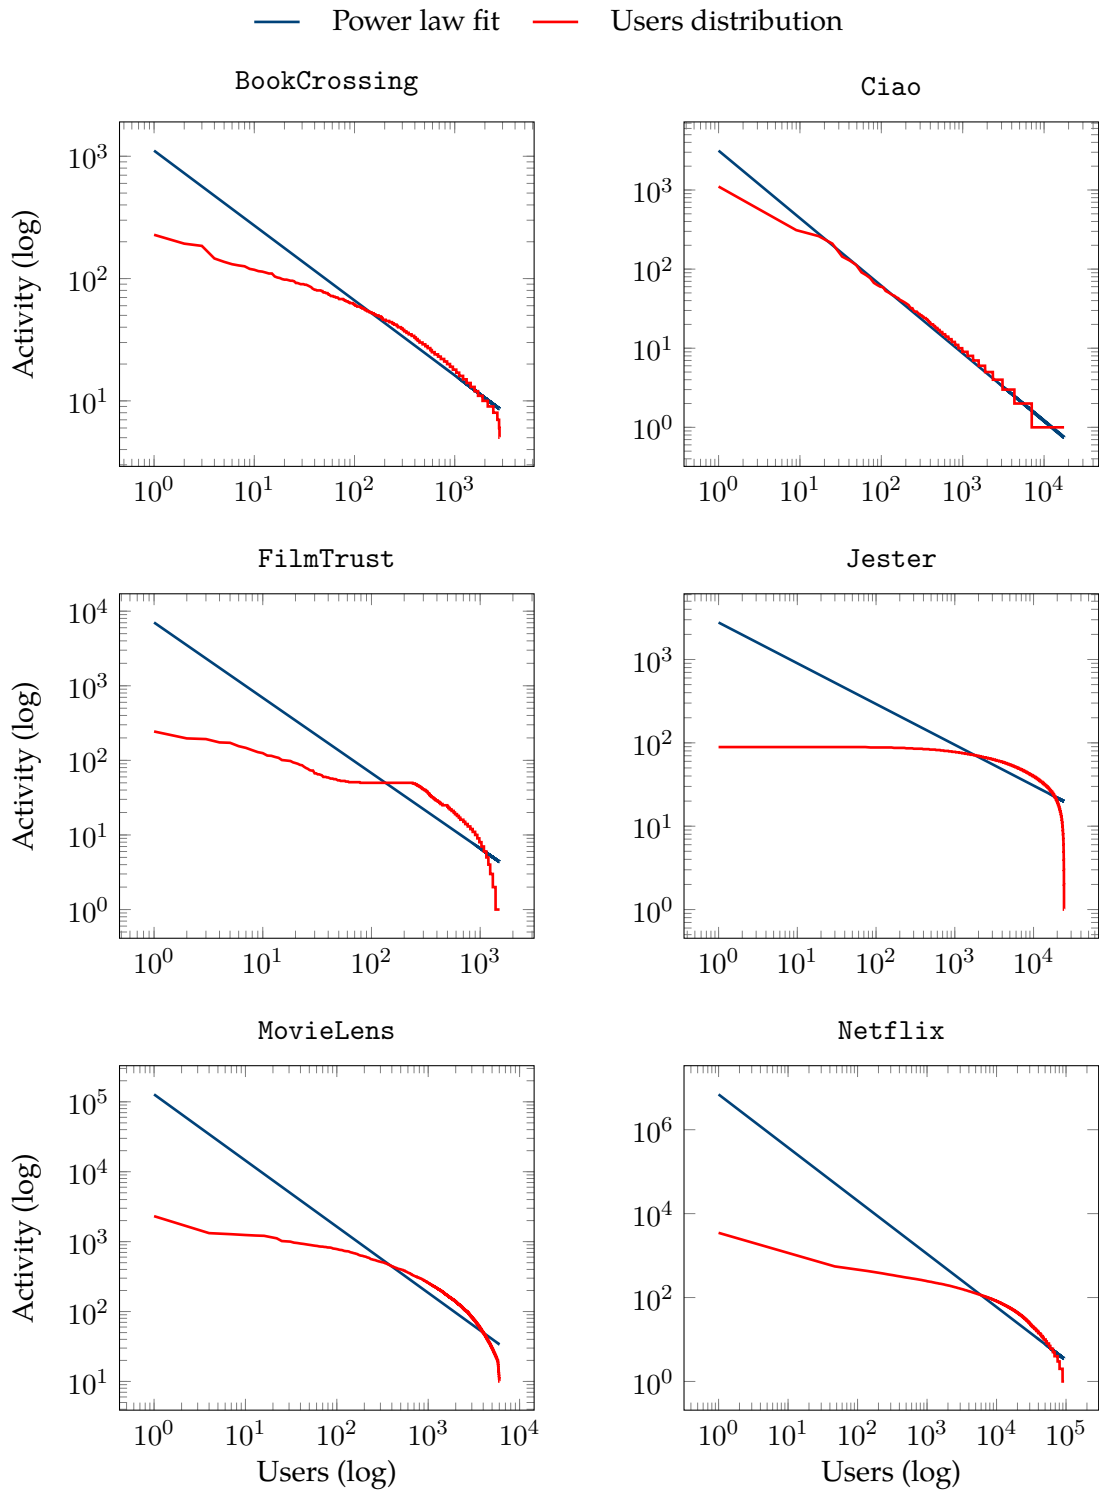 Power law fit Users distribution
BookCrossing
10^3
10^2
10^1
10^0 10^1 10^2 10^3
Activity (log)
Ciao
10^3
10^2
10^1
10^0
10^0 10^1 10^2 10^3 10^4
FilmTrust
10^4
10^3
10^2
10^1
10^0
10^0 10^1 10^2 10^3
Activity (log)
Jester
10^3
10^2
10^1
10^0
10^0 10^1 10^2 10^3 10^4
MovieLens
10^5
10^4
10^3
10^2
10^1
10^0 10^1 10^2 10^3 10^4
Activity (log)
Users (log)
Netflix
10^6
10^4
10^2
10^0
10^0 10^1 10^2 10^3 10^4 10^5
Users (log)